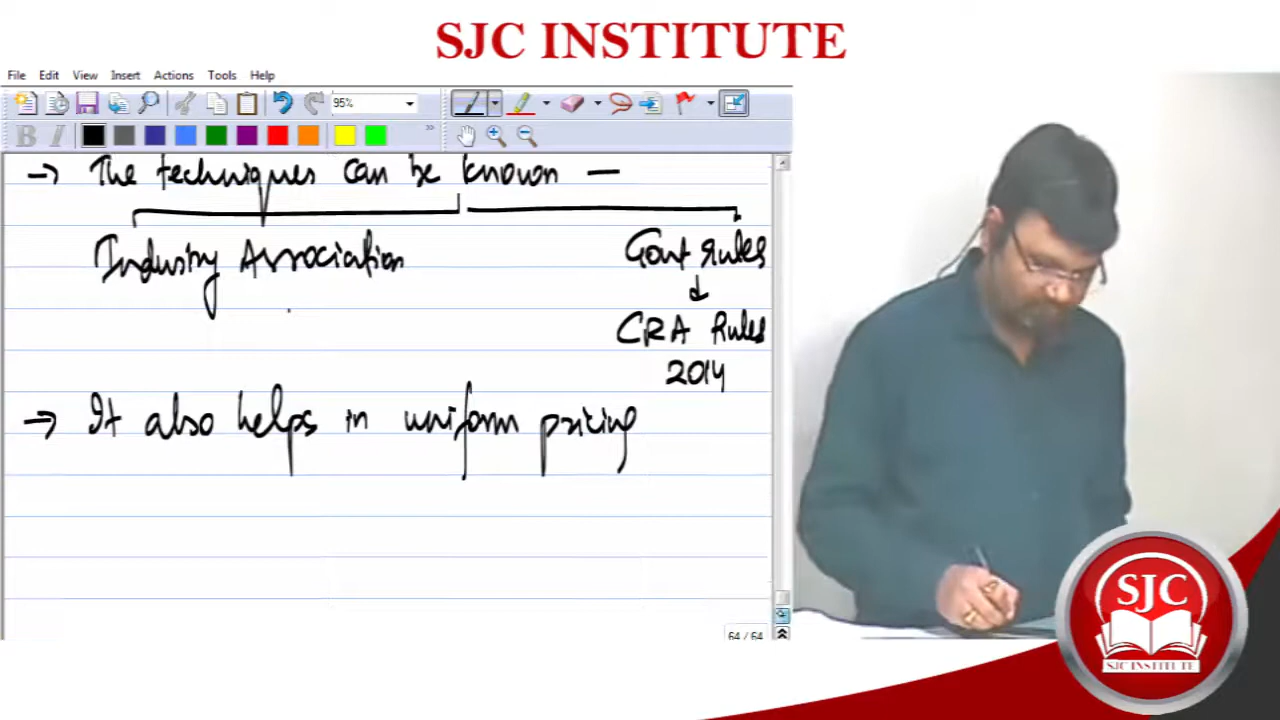 SJC INSTITUTE
File Edit View Insert Actions Tools Help
95%
B I
→ The techniques can be known —
Industry Association
Govt Rules
↓
CRA Rules
2014
→ It also helps in uniform pricing
64 / 64
SJC
SJC INSTITUTE